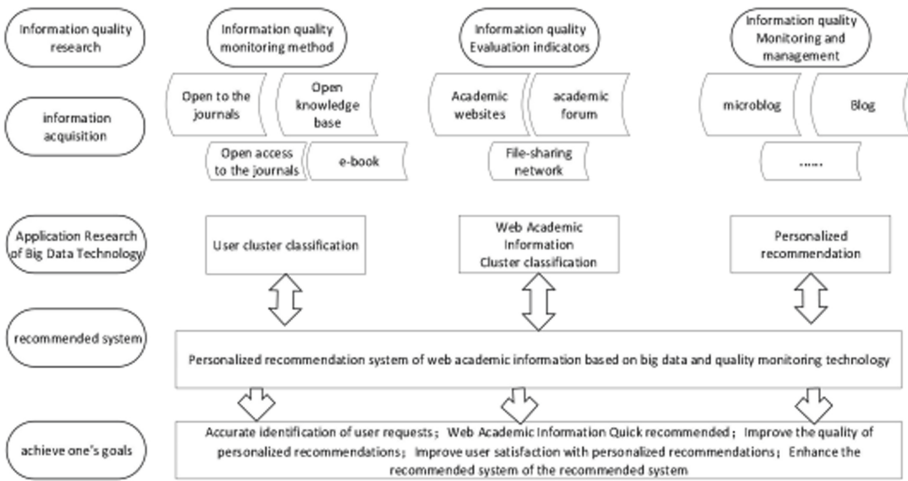 Information quality
research
Information quality
monitoring method
Information quality
Evaluation indicators
Information quality
Monitoring and
management
information
acquisition
Open to the
journals
Open
knowledge
base
Academic
websites
academic
forum
microblog
Blog
Open access
to the journals
e-book
File-sharing
network
......
Application Research
of Big Data Technology
User cluster classification
Web Academic
Information
Cluster classification
Personalized
recommendation
recommended system
Personalized recommendation system of web academic information based on big data and quality monitoring technology
achieve one's goals
Accurate identification of user requests; Web Academic Information Quick recommended; Improve the quality of
personalized recommendations; Improve user satisfaction with personalized recommendations; Enhance the
recommended system of the recommended system